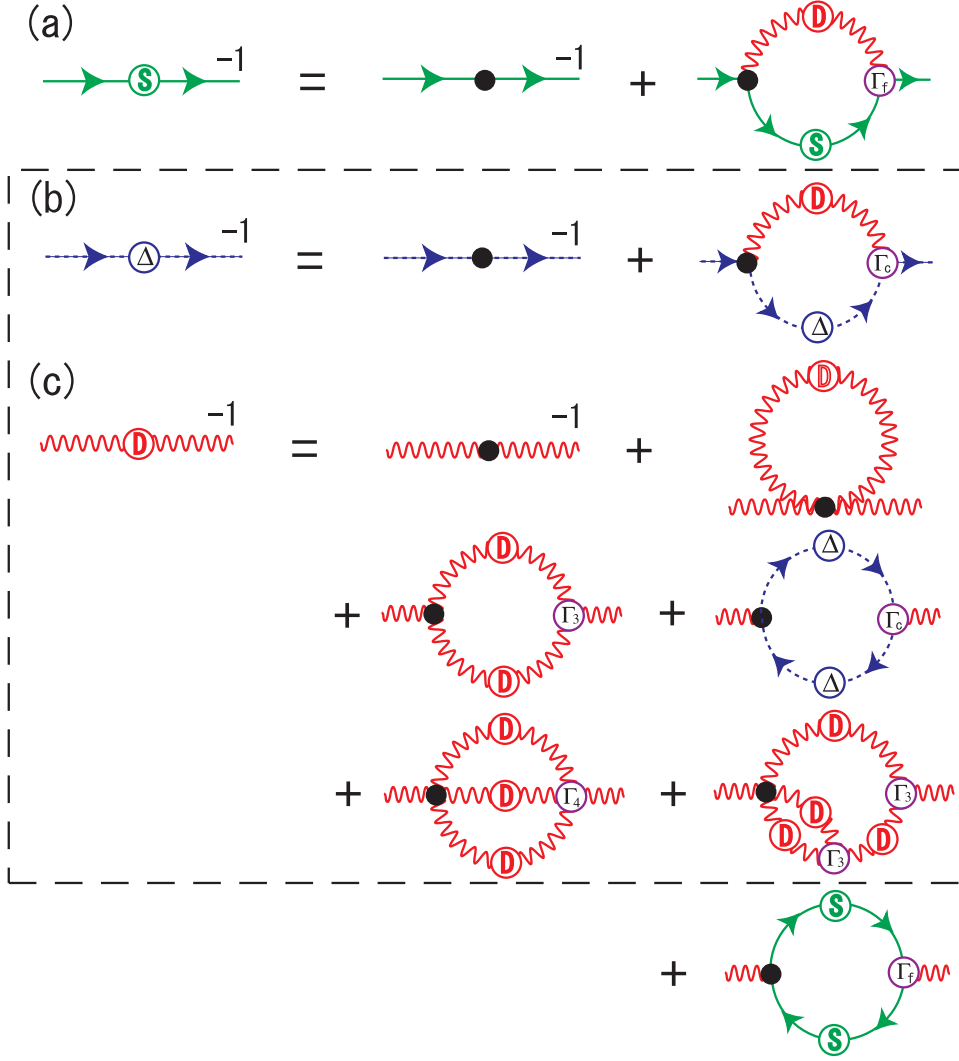 (a)
S -1 = -1 + D Γf S
(b)
Δ -1 = -1 + D Γc Δ
(c)
D -1 = -1 + D
+ D Γ3 D + Δ Γc Δ
+ D D Γ4 D + D D D Γ3 Γ3 D
+ S Γf S